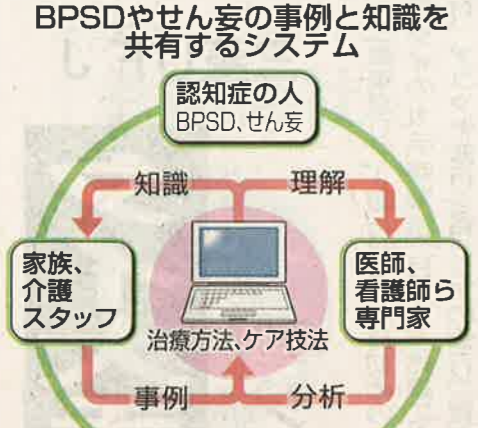 BPSDやせん妄の事例と知識を
共有するシステム
認知症の人
BPSD、せん妄
知識
理解
家族、
介護
スタッフ
医師、
看護師ら
専門家
治療方法、ケア技法
事例
分析